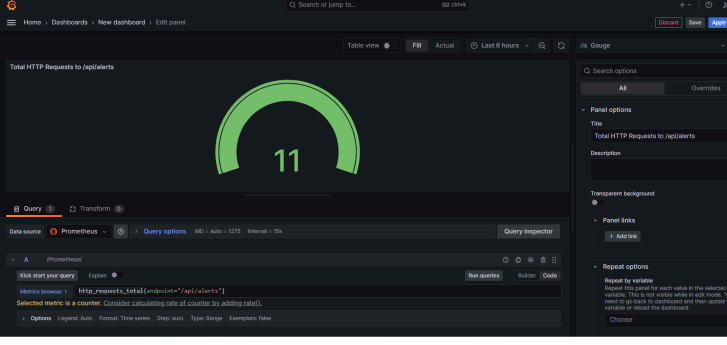 Search or jump to...
ctrl+k
Home > Dashboards > New dashboard > Edit panel
Discard
Save
Table view
Fill
Actual
Last 6 hours
Gauge
Total HTTP Requests to /api/alerts
11
Search options
All
Overrides
Panel options
Title
Total HTTP Requests to /api/alerts
Description
Transparent background
Panel links
+ Add link
Repeat options
Repeat by variable
Repeat this panel for each value in the selected
variable. This is not visible while in edit mode.
need to go back to dashboard and then update
variable or reload the dashboard.
Choose
Query 1
Transform 0
Data source
Prometheus
Query options
MD = auto = 1275
Interval = 15s
Query inspector
A
(Prometheus)
Kick start your query
Explain
Run queries
Builder
Code
Metrics browser >
http_requests_total{endpoint="/api/alerts"}
Selected metric is a counter. Consider calculating rate of counter by adding rate().
Options
Legend: Auto
Format: Time series
Step: auto
Type: Range
Exemplars: false